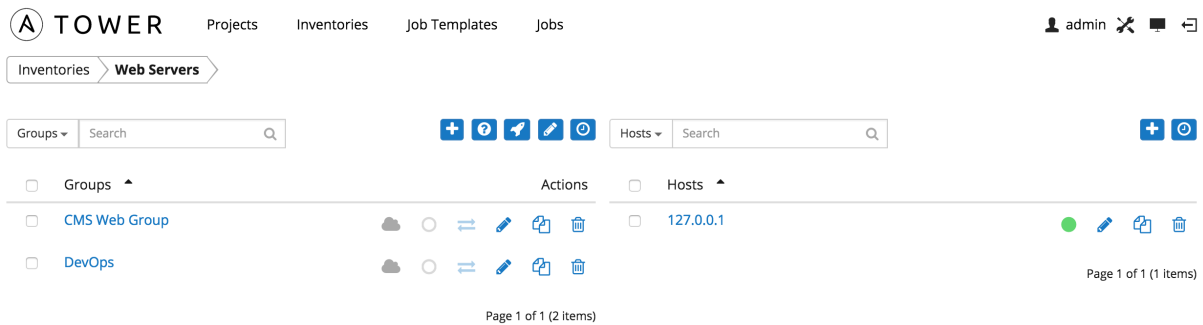 TOWER Projects Inventories Job Templates Jobs admin
Inventories Web Servers
Groups Search Hosts Search
Groups Actions Hosts
CMS Web Group 127.0.0.1
DevOps
Page 1 of 1 (1 items)
Page 1 of 1 (2 items)